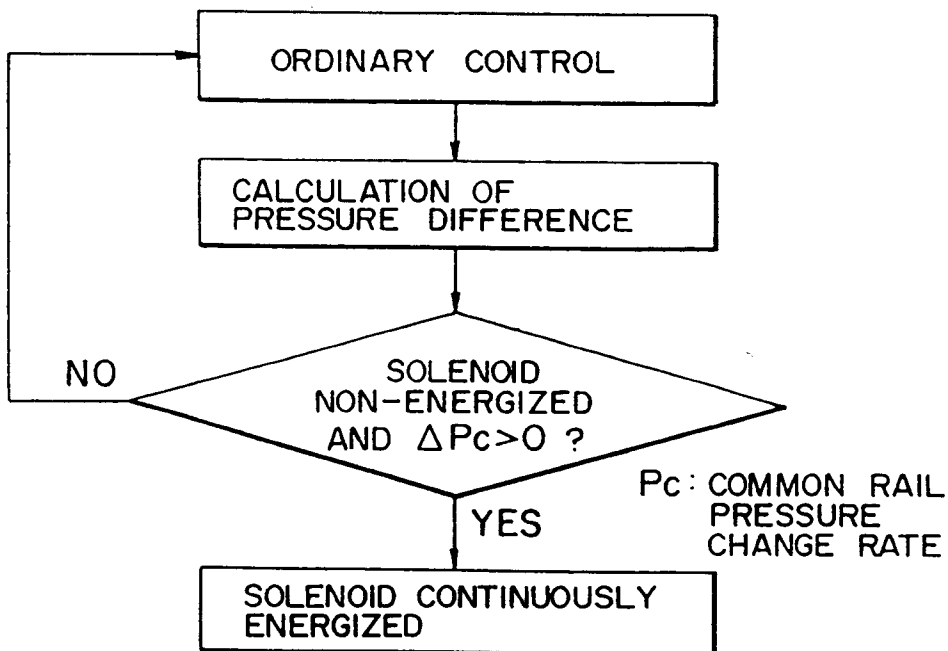 ORDINARY CONTROL
CALCULATION OF
PRESSURE DIFFERENCE
NO
SOLENOID
NON-ENERGIZED
AND ΔPc>0 ?
Pc: COMMON RAIL
PRESSURE
CHANGE RATE
YES
SOLENOID CONTINUOUSLY
ENERGIZED